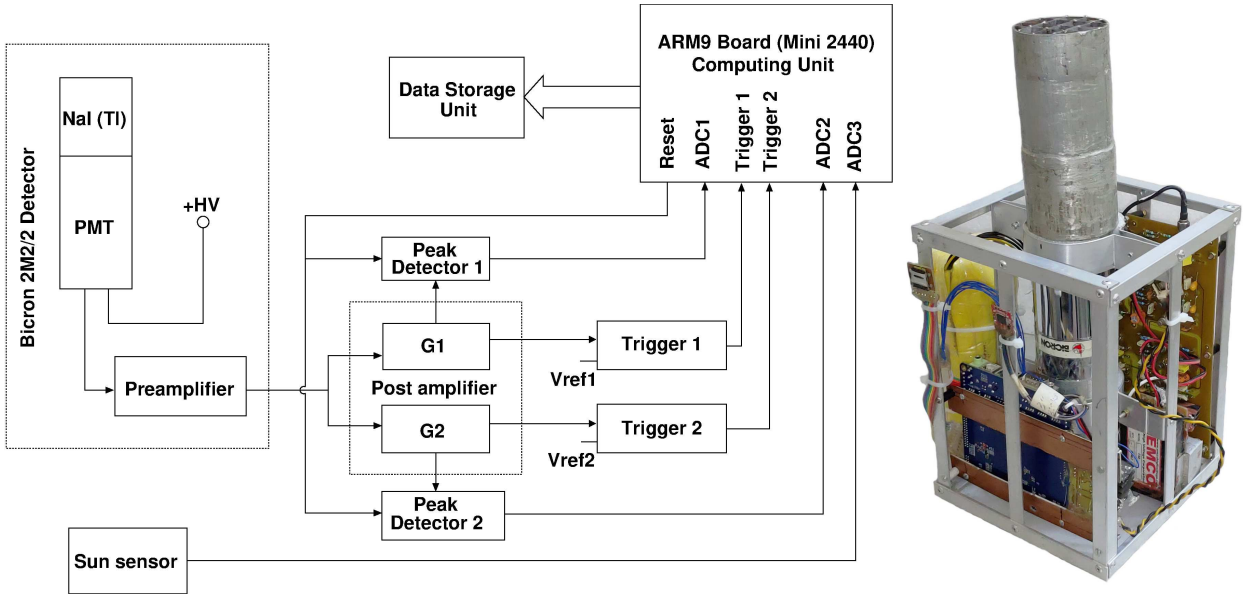 Bicron 2M2/2 Detector
NaI (Tl)
PMT
+HV
Preamplifier
Sun sensor
Data Storage
Unit
ARM9 Board (Mini 2440)
Computing Unit
Reset
ADC1
Trigger 1
Trigger 2
ADC2
ADC3
Peak
Detector 1
G1
Post amplifier
G2
Peak
Detector 2
Trigger 1
Vref1
Trigger 2
Vref2
BICRON
EMCO